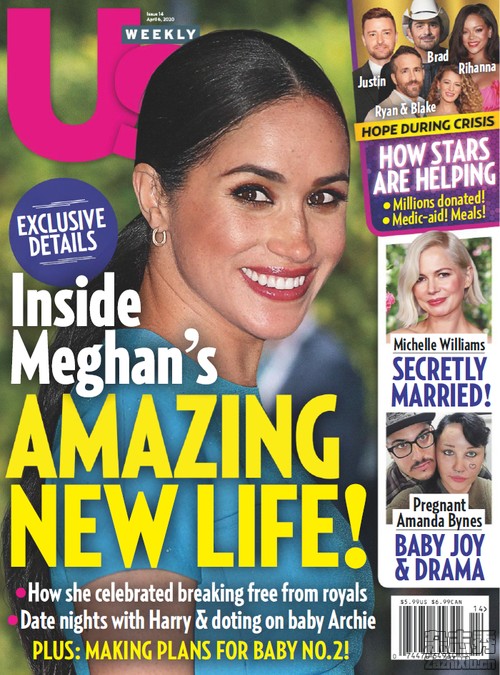 Us
WEEKLY
Issue 14
April 6, 2020
Justin
Brad
Rihanna
Ryan & Blake
HOPE DURING CRISIS
HOW STARS
ARE HELPING
• Millions donated!
• Medic-aid! Meals!
EXCLUSIVE
DETAILS
Inside
Meghan's
AMAZING
NEW LIFE!
• How she celebrated breaking free from royals
• Date nights with Harry & doting on baby Archie
PLUS: MAKING PLANS FOR BABY NO.2!
Michelle Williams
SECRETLY
MARRIED!
Pregnant
Amanda Bynes
BABY JOY
& DRAMA
$5.99US $6.99CAN
14
zazhixiu.cn